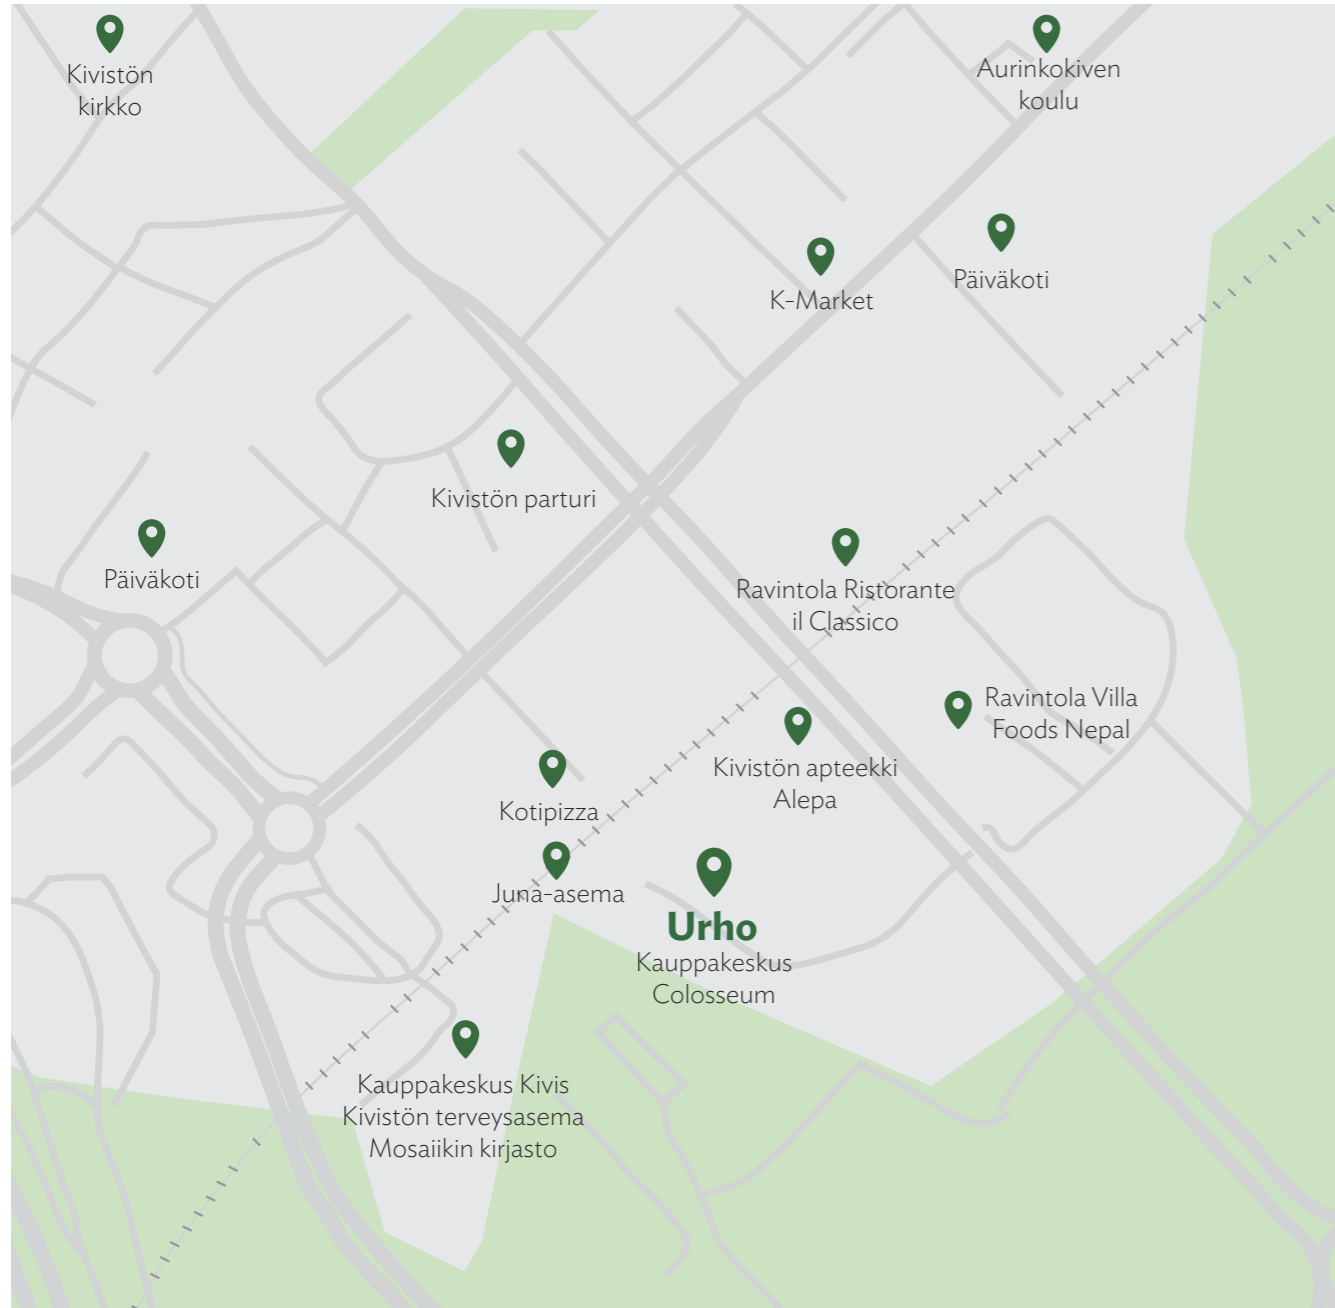 Kivistön
kirkko
Aurinkokiven
koulu
Päiväkoti
K-Market
Kivistön parturi
Päiväkoti
Ravintola Ristorante
il Classico
Ravintola Villa
Foods Nepal
Kivistön apteekki
Alepa
Kotipizza
Juna-asema
Urho
Kauppakeskus
Colosseum
Kauppakeskus Kivis
Kivistön terveysasema
Mosaiikin kirjasto